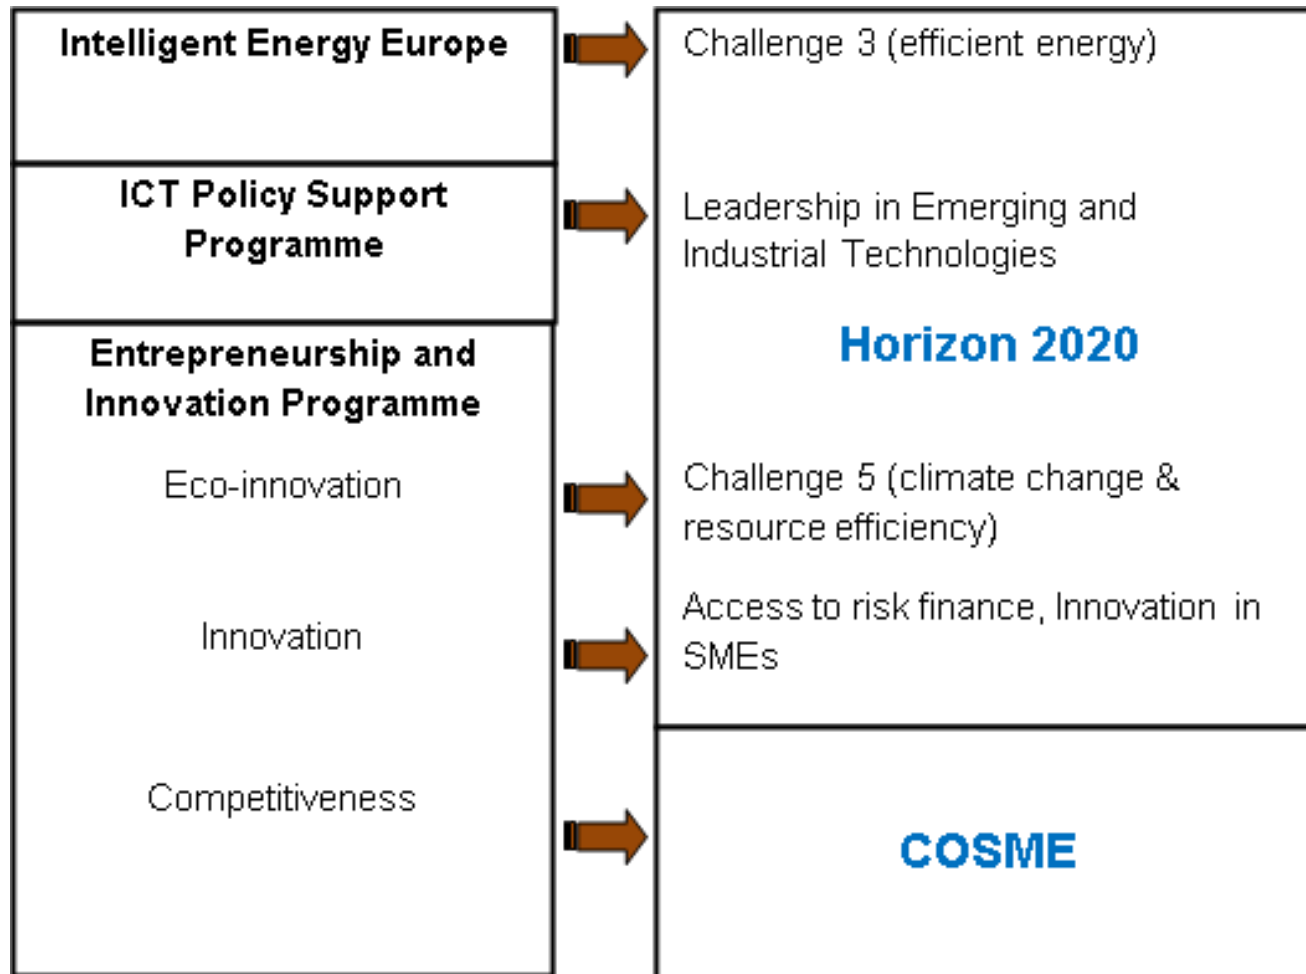 Intelligent Energy Europe
Challenge 3 (efficient energy)
ICT Policy Support
Programme
Leadership in Emerging and
Industrial Technologies
Horizon 2020
Entrepreneurship and
Innovation Programme
Eco-innovation
Challenge 5 (climate change &
resource efficiency)
Innovation
Access to risk finance, Innovation in
SMEs
Competitiveness
COSME